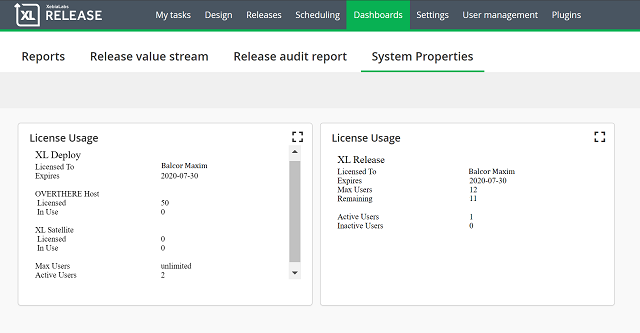 XL XebiaLabs RELEASE My tasks Design Releases Scheduling Dashboards Settings User management Plugins
Reports Release value stream Release audit report System Properties
License Usage
XL Deploy
Licensed To Balcor Maxim
Expires 2020-07-30
OVERTHERE Host
Licensed 50
In Use 0
XL Satellite
Licensed 0
In Use 0
Max Users unlimited
Active Users 2
License Usage
XL Release
Licensed To Balcor Maxim
Expires 2020-07-30
Max Users 12
Remaining 11
Active Users 1
Inactive Users 0